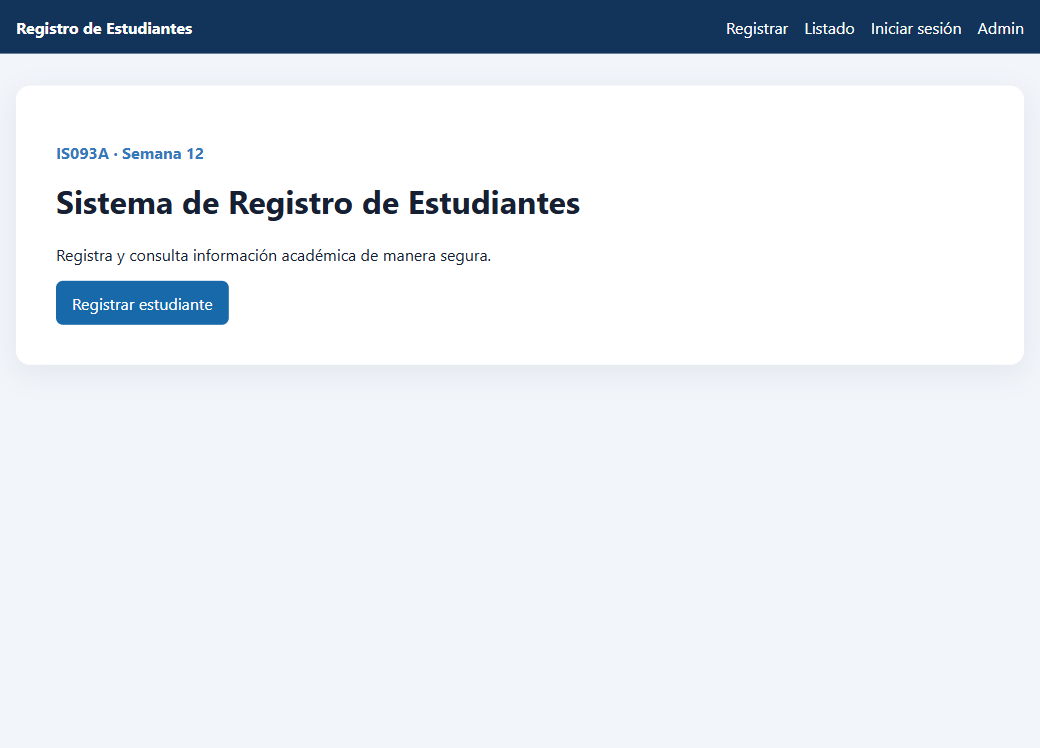 Registro de Estudiantes
Registrar Listado Iniciar sesión Admin
IS093A · Semana 12
Sistema de Registro de Estudiantes
Registra y consulta información académica de manera segura.
Registrar estudiante